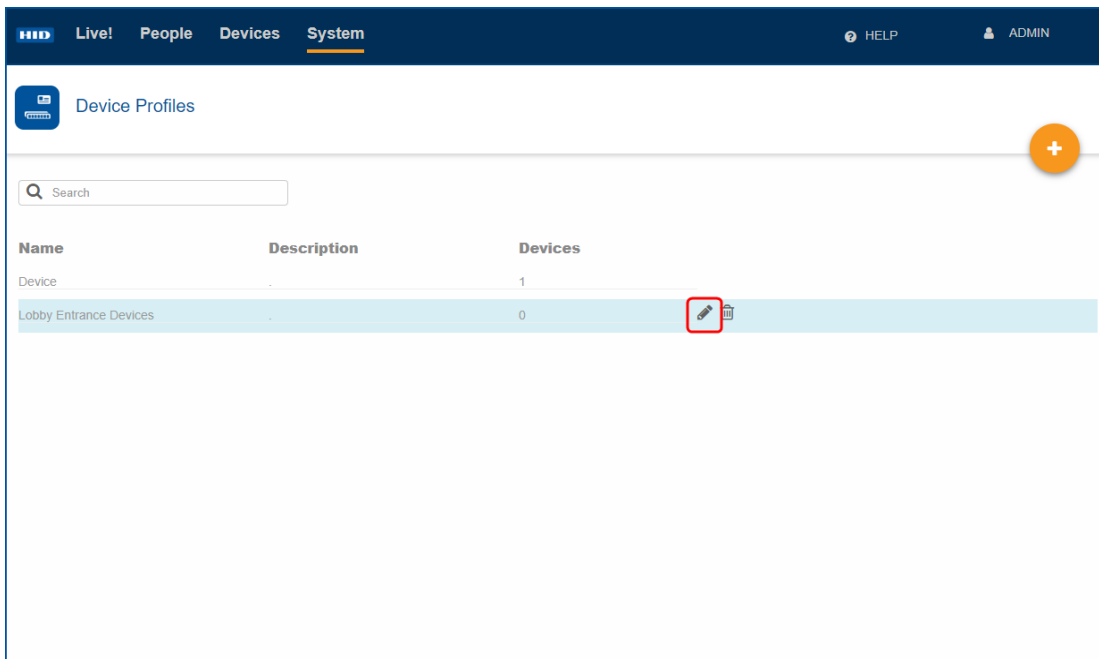 HID Live! People Devices System HELP ADMIN
Device Profiles
Search
Name Description Devices
Device . 1
Lobby Entrance Devices . 0